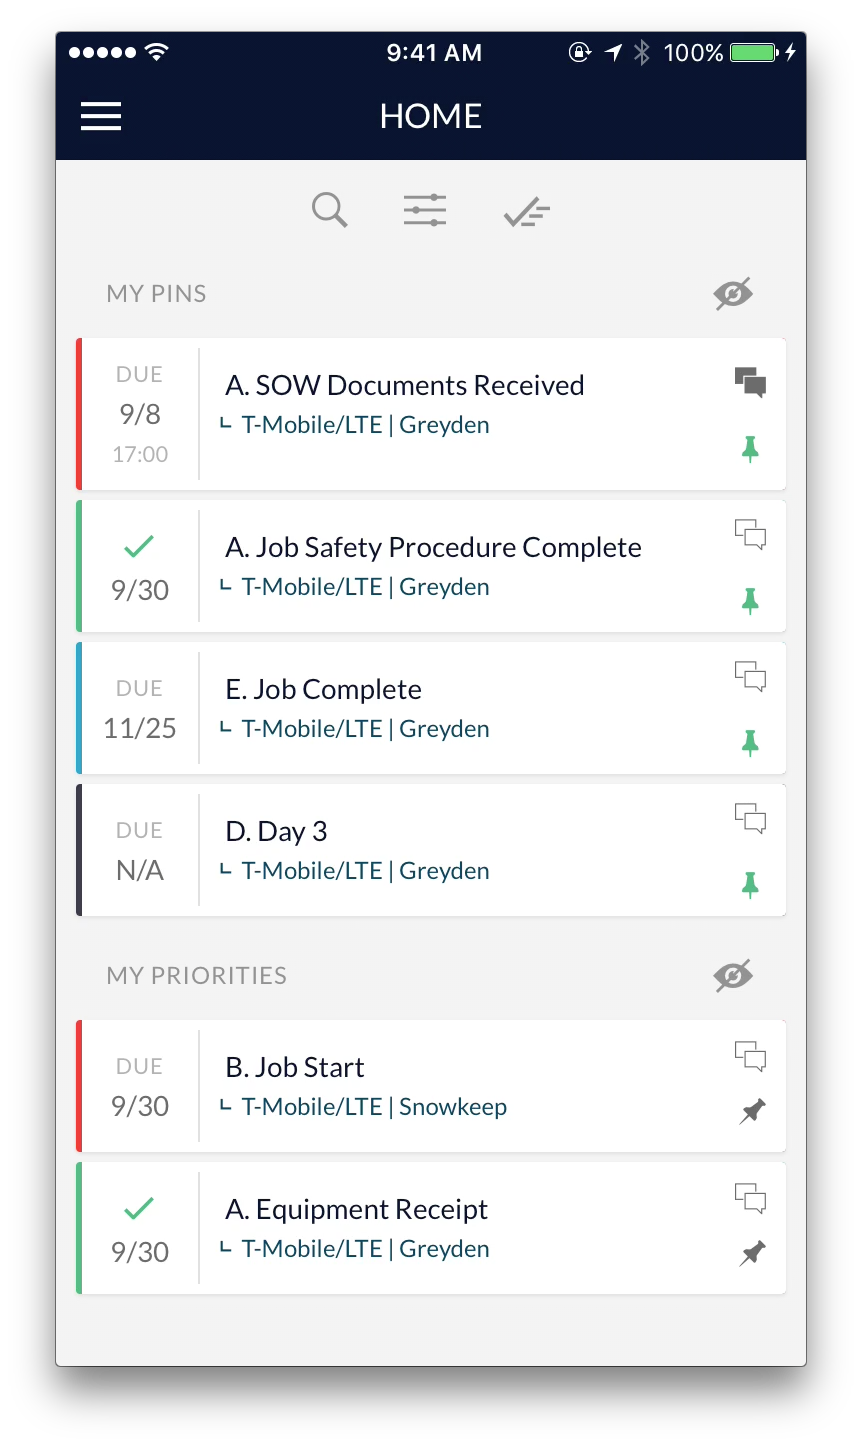 9:41 AM
100%
HOME
MY PINS
DUE
9/8
17:00
A. SOW Documents Received
T-Mobile/LTE | Greyden
9/30
A. Job Safety Procedure Complete
T-Mobile/LTE | Greyden
DUE
11/25
E. Job Complete
T-Mobile/LTE | Greyden
DUE
N/A
D. Day 3
T-Mobile/LTE | Greyden
MY PRIORITIES
DUE
9/30
B. Job Start
T-Mobile/LTE | Snowkeep
9/30
A. Equipment Receipt
T-Mobile/LTE | Greyden